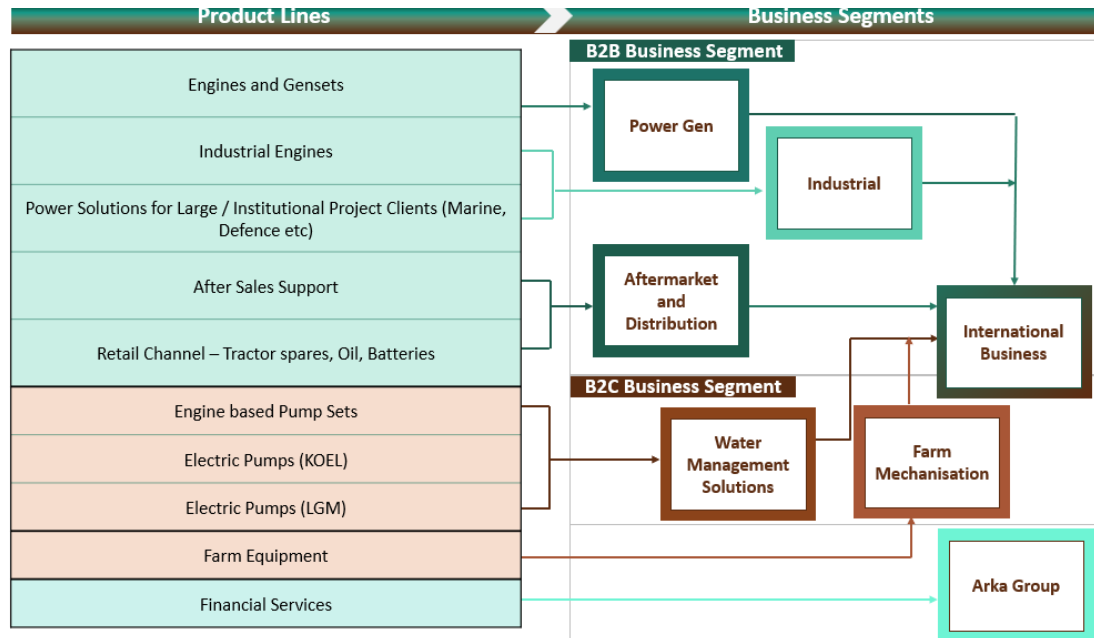 Product Lines
Business Segments
Engines and Gensets
Industrial Engines
Power Solutions for Large / Institutional Project Clients (Marine,
Defence etc)
After Sales Support
Retail Channel – Tractor spares, Oil, Batteries
Engine based Pump Sets
Electric Pumps (KOEL)
Electric Pumps (LGM)
Farm Equipment
Financial Services
B2B Business Segment
Power Gen
Industrial
Aftermarket
and
Distribution
International
Business
B2C Business Segment
Water
Management
Solutions
Farm
Mechanisation
Arka Group